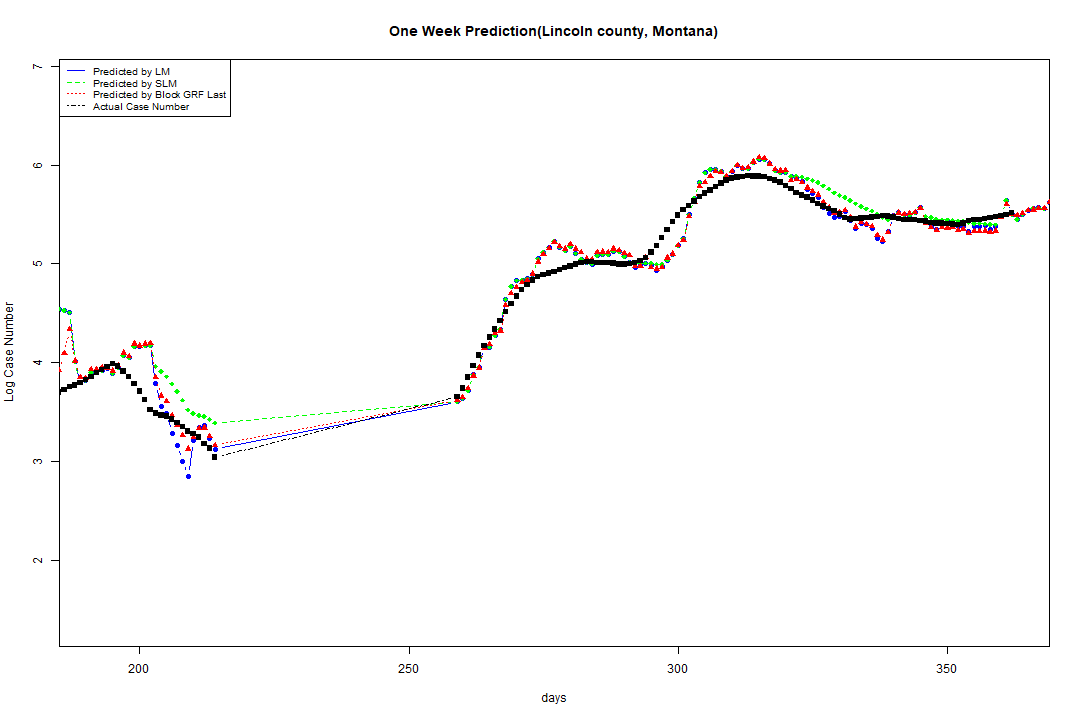 One Week Prediction(Lincoln county, Montana)
Predicted by LM
Predicted by SLM
Predicted by Block GRF Last
Actual Case Number
7
6
5
4
3
2
Log Case Number
200 250 300 350
days